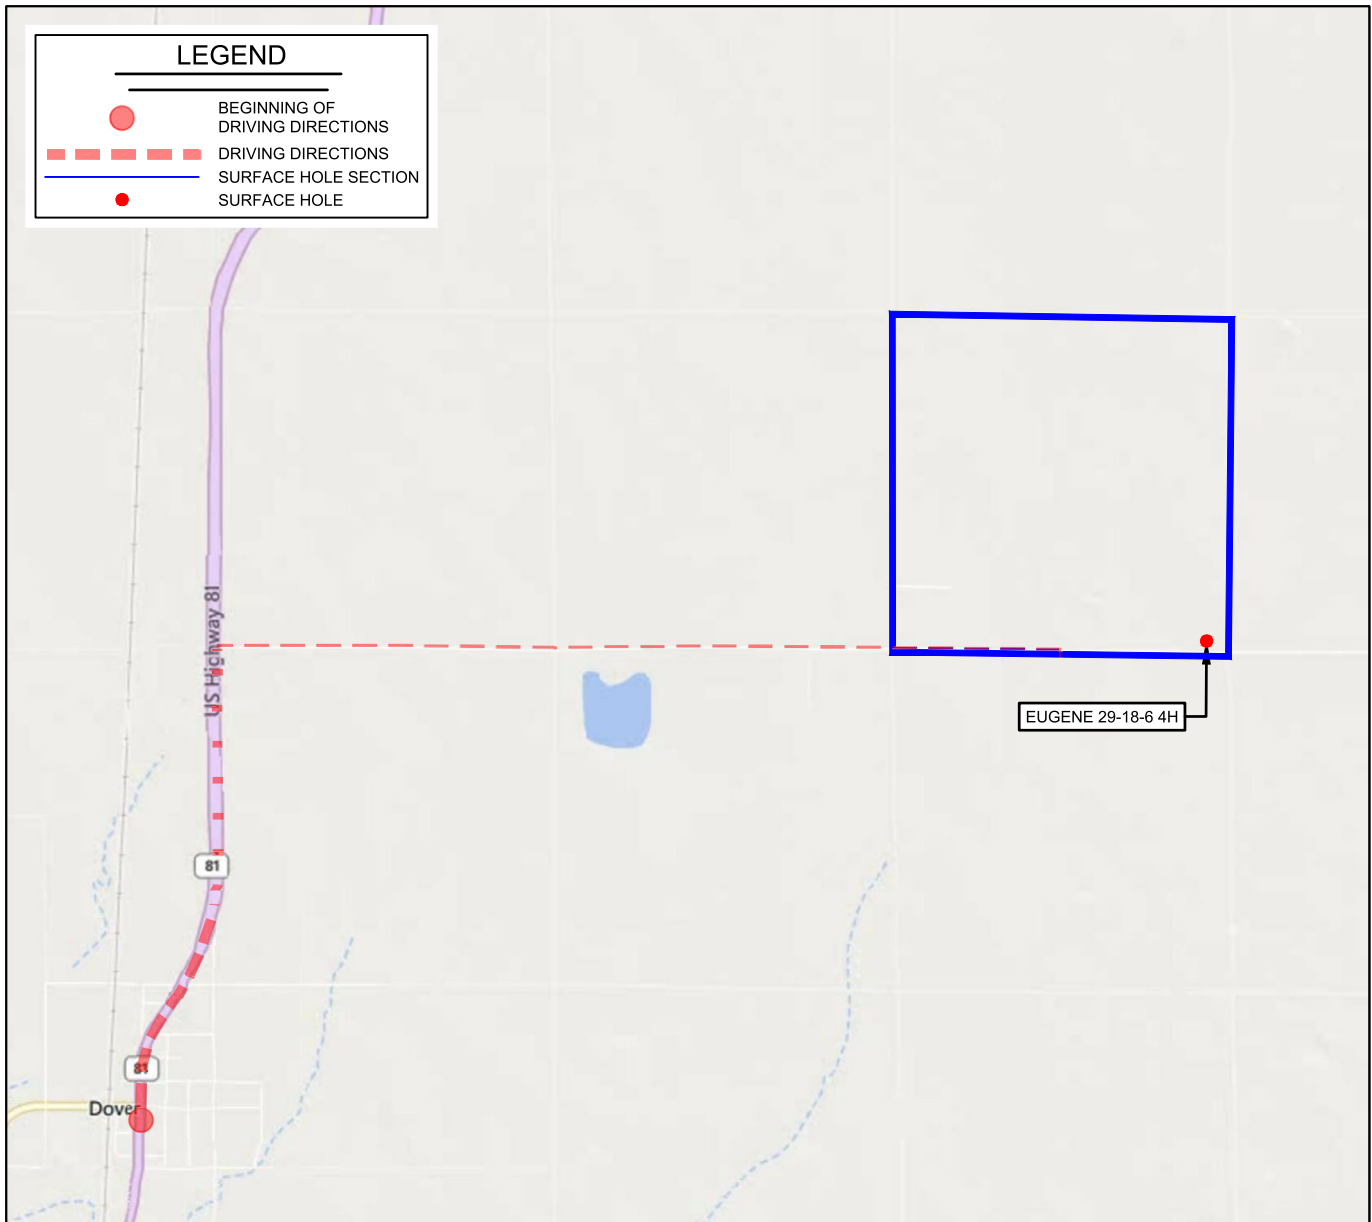 LEGEND
BEGINNING OF
DRIVING DIRECTIONS
DRIVING DIRECTIONS
SURFACE HOLE SECTION
SURFACE HOLE
US Highway 81
EUGENE 29-18-6 4H
81
81
Dover